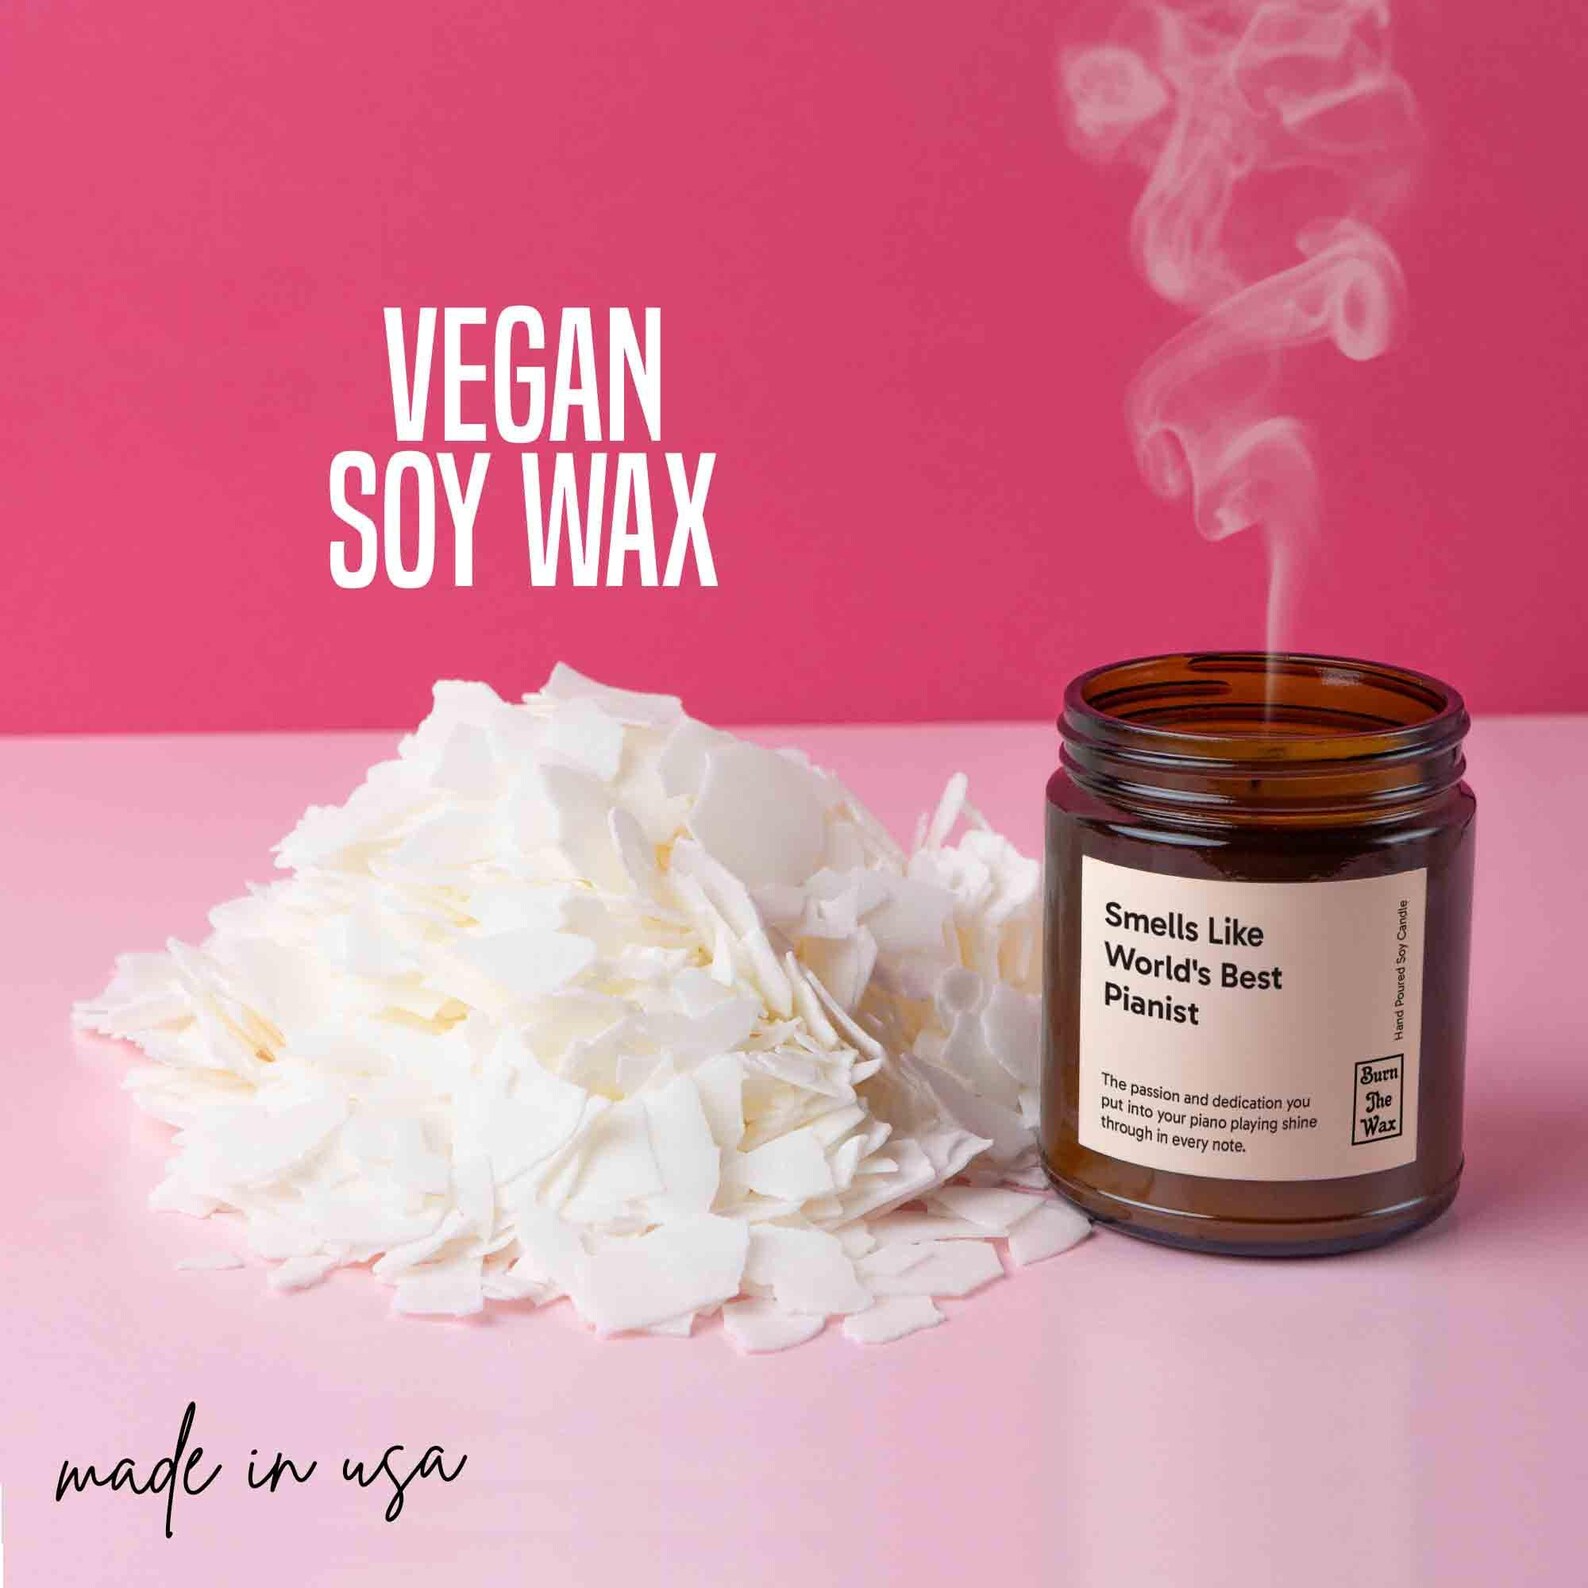 VEGAN
SOY WAX
Smells Like
World's Best
Pianist
Hand Poured Soy Candle
The passion and dedication you
put into your piano playing shine
through in every note.
Burn
The
Wax
made in usa